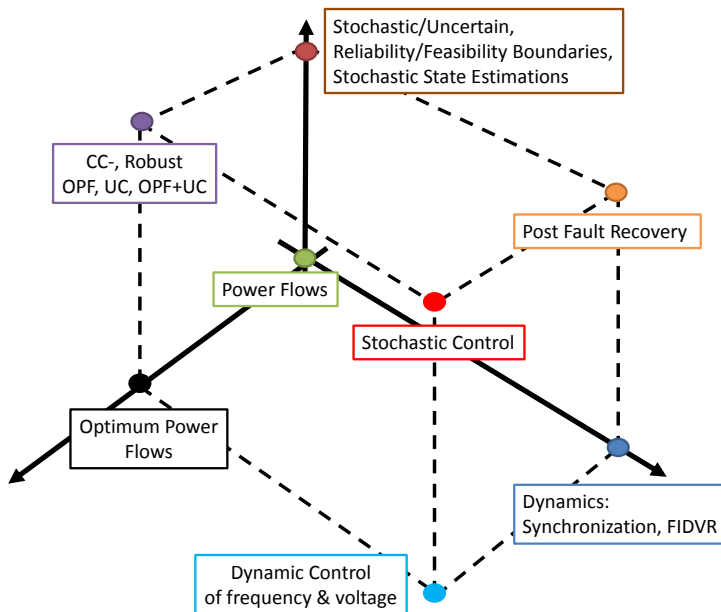 Stochastic/Uncertain,
Reliability/Feasibility Boundaries,
Stochastic State Estimations
CC-, Robust
OPF, UC, OPF+UC
Post Fault Recovery
Power Flows
Stochastic Control
Optimum Power
Flows
Dynamics:
Synchronization, FIDVR
Dynamic Control
of frequency & voltage